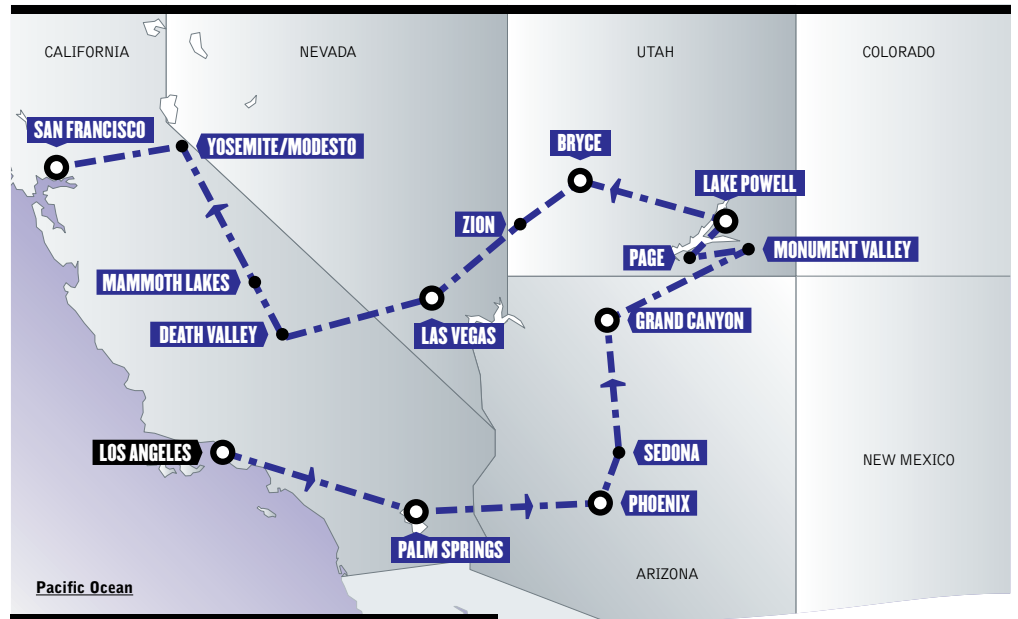 CALIFORNIA
NEVADA
UTAH
COLORADO
SAN FRANCISCO
YOSEMITE/MODESTO
BRYCE
LAKE POWELL
ZION
PAGE
MONUMENT VALLEY
MAMMOTH LAKES
DEATH VALLEY
LAS VEGAS
GRAND CANYON
LOS ANGELES
SEDONA
NEW MEXICO
PHOENIX
PALM SPRINGS
ARIZONA
Pacific Ocean